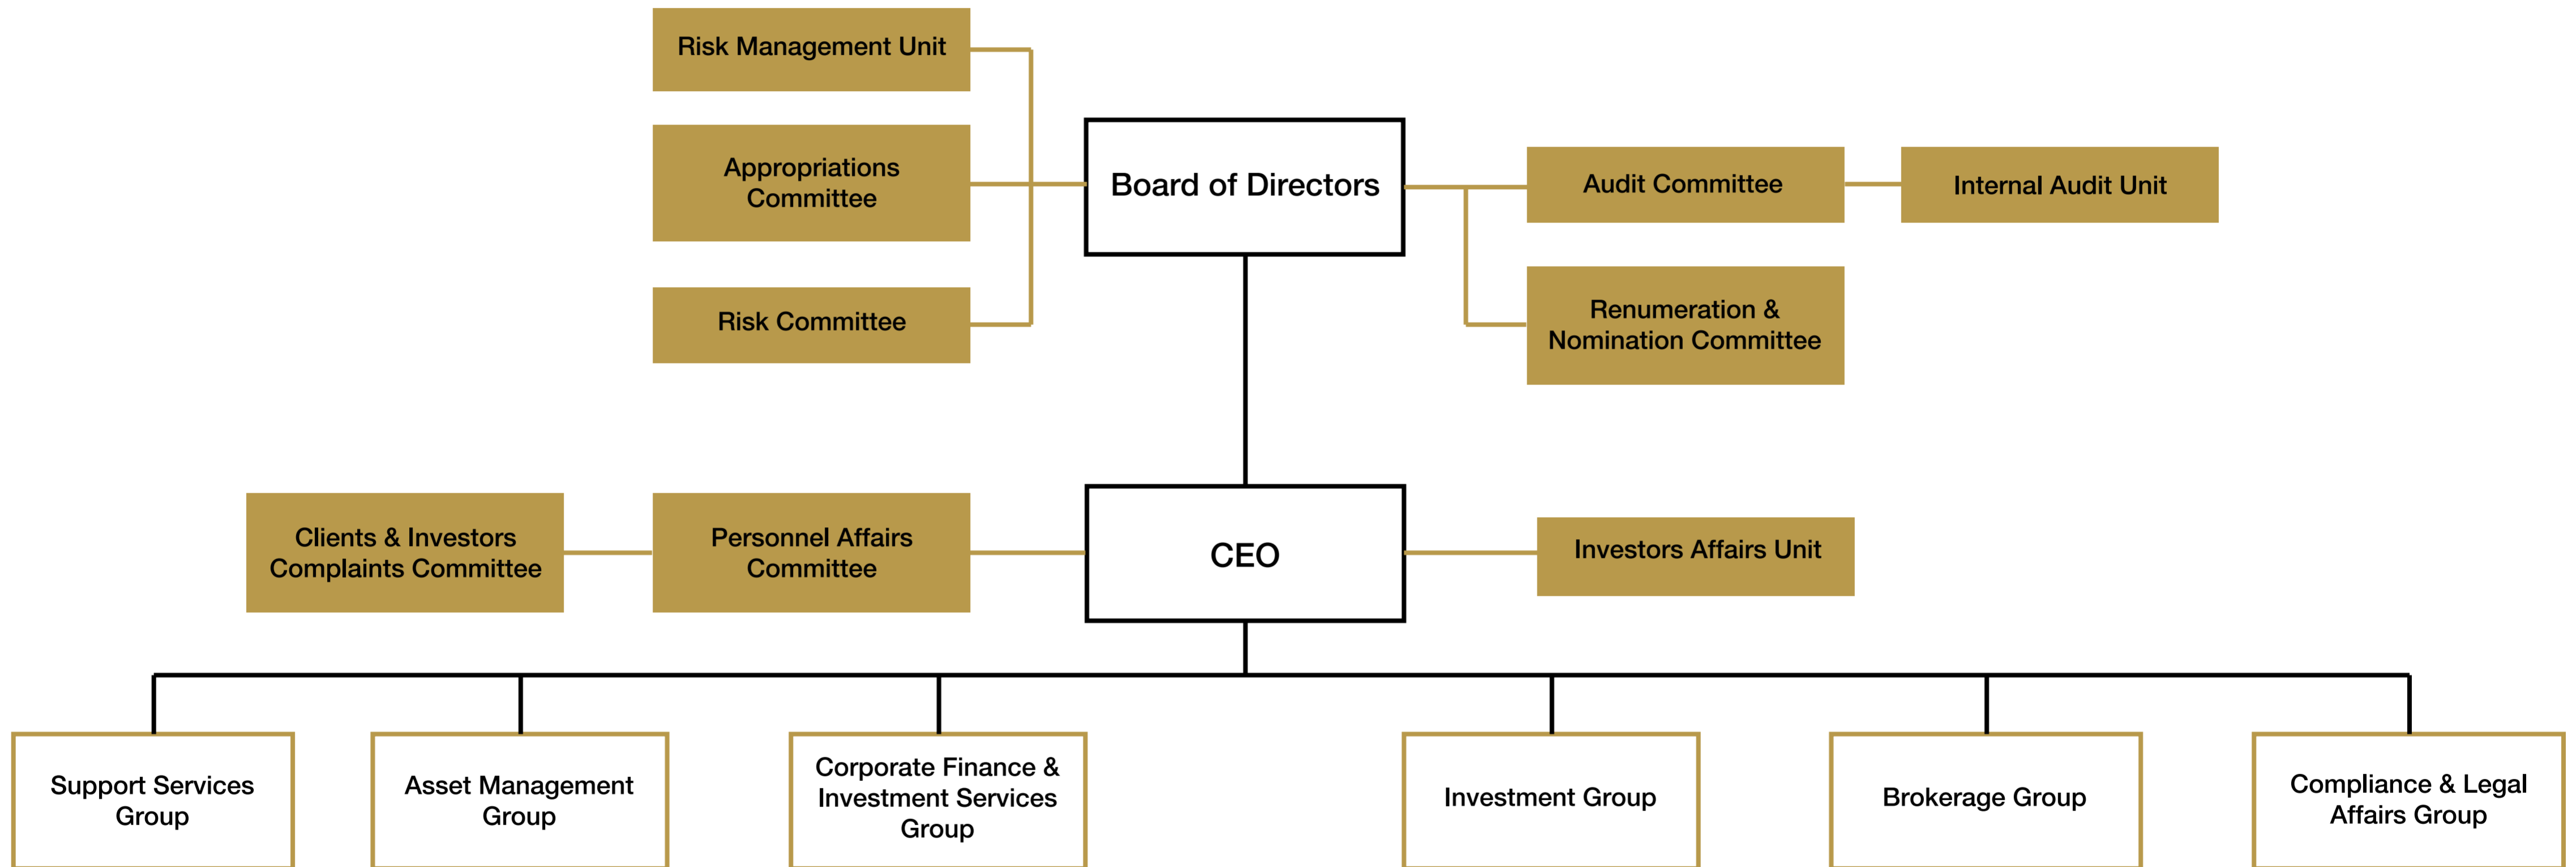 Risk Management Unit
Appropriations
Committee
Risk Committee
Board of Directors
Audit Committee
Internal Audit Unit
Renumeration &
Nomination Committee
Clients & Investors
Complaints Committee
Personnel Affairs
Committee
CEO
Investors Affairs Unit
Support Services
Group
Asset Management
Group
Corporate Finance &
Investment Services
Group
Investment Group
Brokerage Group
Compliance & Legal
Affairs Group